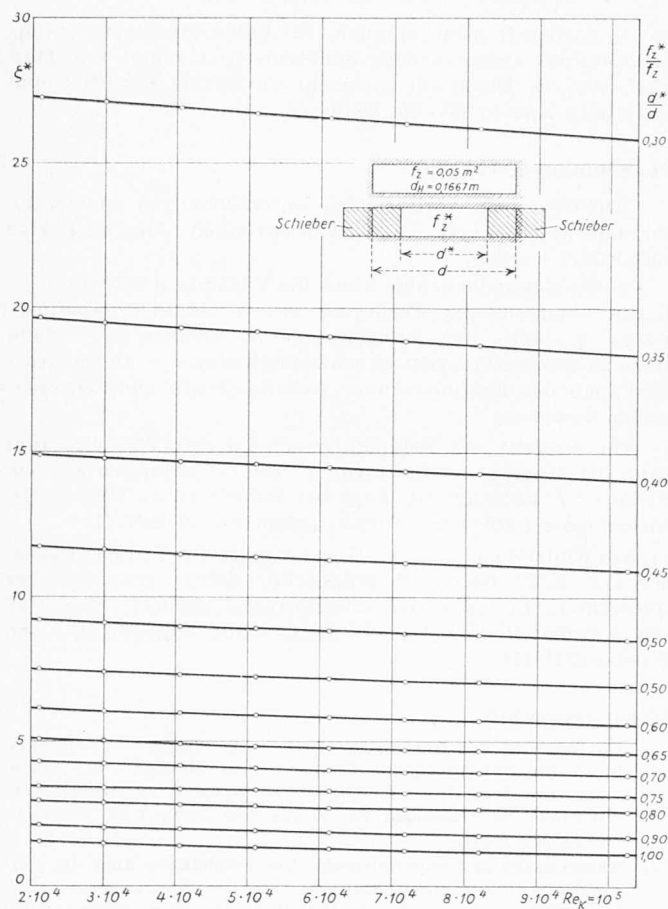 30
ξ*
f_z*/f_z
d*/d
0,30
25
f_z = 0,05 m²
d_H = 0,1667 m
Schieber
f_z*
Schieber
d*
d
20
0,35
15
0,40
0,45
10
0,50
0,50
0,60
5
0,65
0,70
0,75
0,80
0,90
1,00
0
2·10⁴ 3·10⁴ 4·10⁴ 5·10⁴ 6·10⁴ 7·10⁴ 8·10⁴ 9·10⁴ Re_K = 10⁵